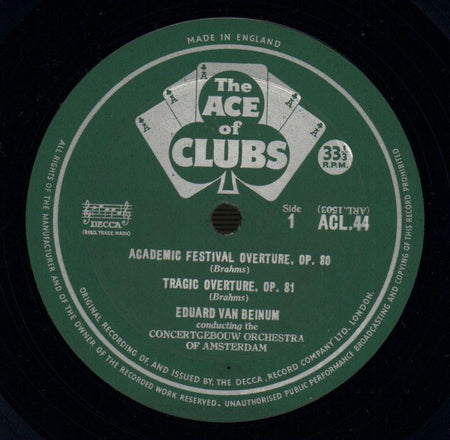 MADE IN ENGLAND
The
ACE
of
CLUBS
33⅓
R.P.M.
DECCA
(REGD. TRADE MARK)
Side
1
(ARL.1503)
ACL.44
ACADEMIC FESTIVAL OVERTURE, OP. 80
(Brahms)
TRAGIC OVERTURE, OP. 81
(Brahms)
EDUARD VAN BEINUM
conducting the
CONCERTGEBOUW ORCHESTRA
OF AMSTERDAM
ALL RIGHTS OF THE MANUFACTURER AND OF THE OWNER OF THE RECORDED WORK RESERVED. UNAUTHORISED PUBLIC PERFORMANCE BROADCASTING AND COPYING OF THIS RECORD PROHIBITED
ORIGINAL RECORDING OF, AND ISSUED BY, THE DECCA RECORD COMPANY LTD. LONDON.